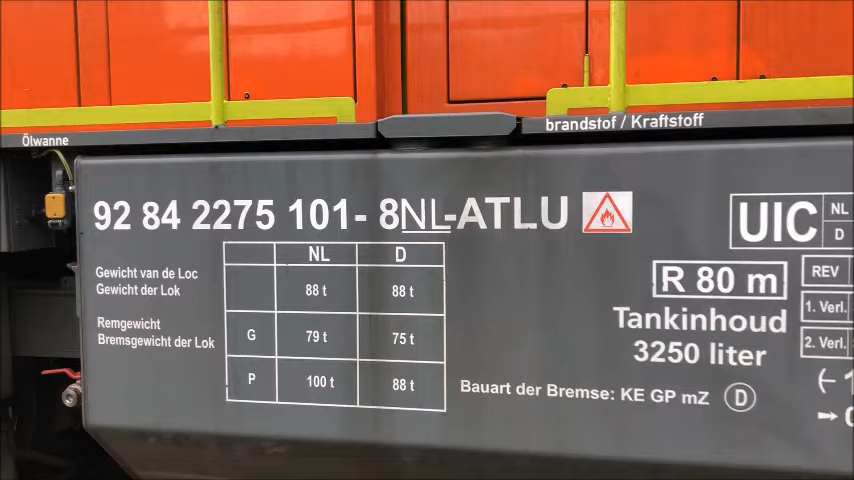 Ölwanne
brandstof / Kraftstoff
92 84 2275 101- 8NL-ATLU
UIC
NL
D
NL D
Gewicht van de Loc
Gewicht der Lok
88 t 88 t
Remgewicht
Bremsgewicht der Lok
G 79 t 75 t
P 100 t 88 t
R 80 m
REV
Tankinhoud
3250 liter
1. Verl.
2. Verl.
Bauart der Bremse: KE GP mZ D